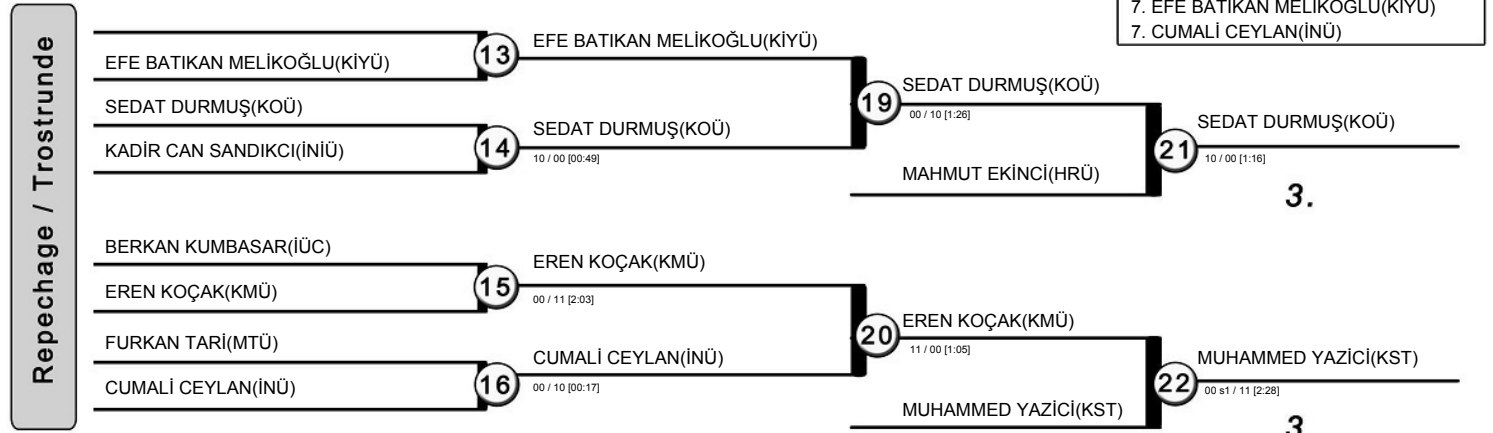 Repechage / Trostrunde
7. EFE BATIKAN MELİKOĞLU(KİYÜ)
7. CUMALİ CEYLAN(İNÜ)
EFE BATIKAN MELİKOĞLU(KİYÜ)
13
EFE BATIKAN MELİKOĞLU(KİYÜ)
SEDAT DURMUŞ(KOÜ)
KADİR CAN SANDIKCI(İNİÜ)
14
SEDAT DURMUŞ(KOÜ)
10 / 00 [00:49]
19
SEDAT DURMUŞ(KOÜ)
00 / 10 [1:26]
MAHMUT EKİNCİ(HRÜ)
21
SEDAT DURMUŞ(KOÜ)
10 / 00 [1:16]
3.
BERKAN KUMBASAR(İÜC)
EREN KOÇAK(KMÜ)
15
EREN KOÇAK(KMÜ)
00 / 11 [2:03]
FURKAN TARİ(MTÜ)
CUMALİ CEYLAN(İNÜ)
16
CUMALİ CEYLAN(İNÜ)
00 / 10 [00:17]
20
EREN KOÇAK(KMÜ)
11 / 00 [1:05]
MUHAMMED YAZİCİ(KST)
22
MUHAMMED YAZİCİ(KST)
00 s1 / 11 [2:28]
3